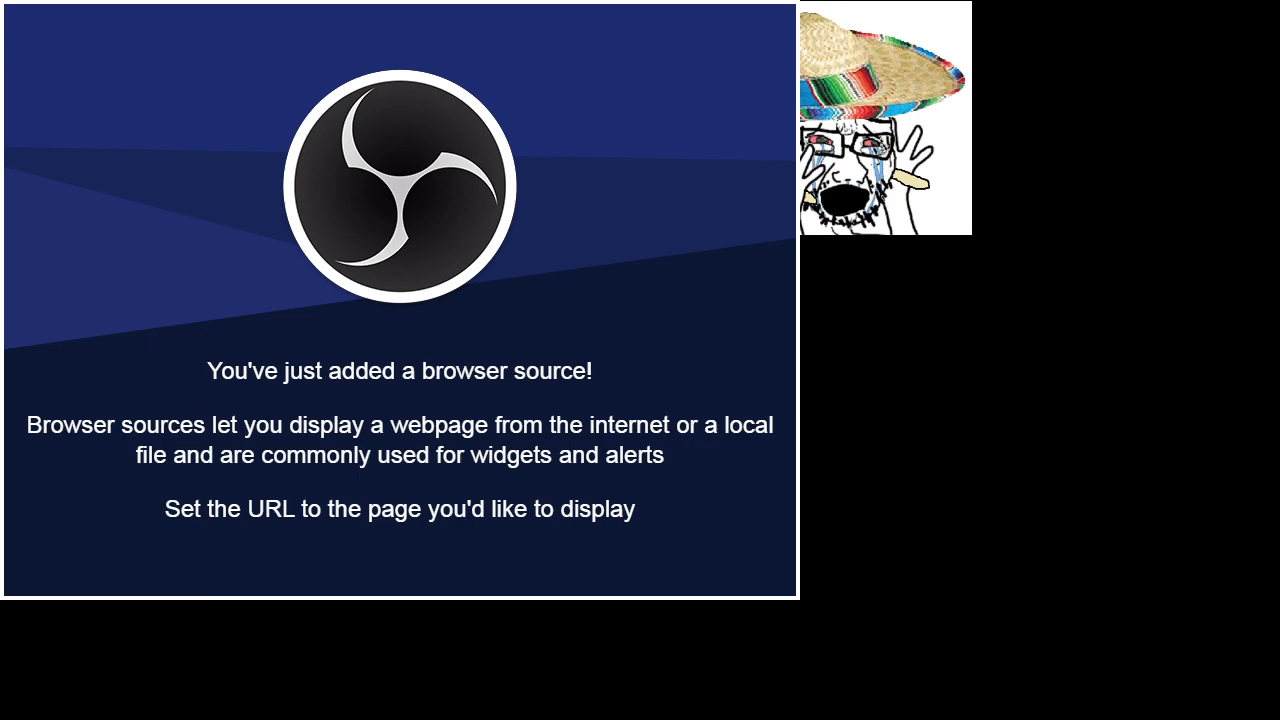 You've just added a browser source!
Browser sources let you display a webpage from the internet or a local
file and are commonly used for widgets and alerts
Set the URL to the page you'd like to display